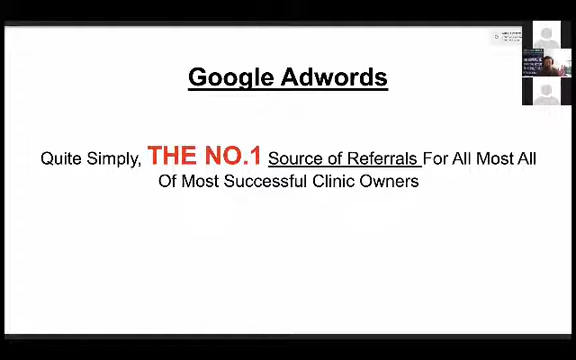 Google Adwords
Quite Simply, THE NO.1 Source of Referrals For All Most All
Of Most Successful Clinic Owners